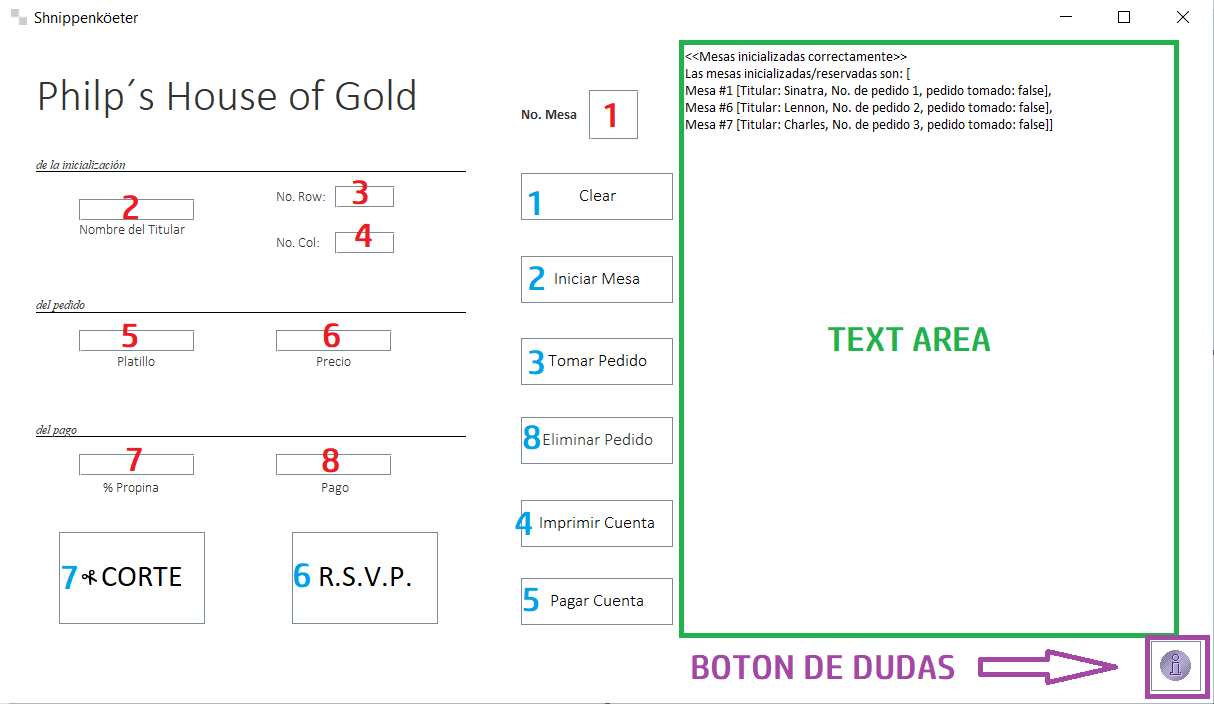 Shnippenköeter
Philp´s House of Gold
No. Mesa
1
de la inicialización
2
Nombre del Titular
No. Row:
3
No. Col:
4
del pedido
5
Platillo
6
Precio
del pago
7
% Propina
8
Pago
7 CORTE
6 R.S.V.P.
1 Clear
2 Iniciar Mesa
3 Tomar Pedido
8 Eliminar Pedido
4 Imprimir Cuenta
5 Pagar Cuenta
<<Mesas inicializadas correctamente>>
Las mesas inicializadas/reservadas son: [
Mesa #1 [Titular: Sinatra, No. de pedido 1, pedido tomado: false],
Mesa #6 [Titular: Lennon, No. de pedido 2, pedido tomado: false],
Mesa #7 [Titular: Charles, No. de pedido 3, pedido tomado: false]]
TEXT AREA
BOTON DE DUDAS
i